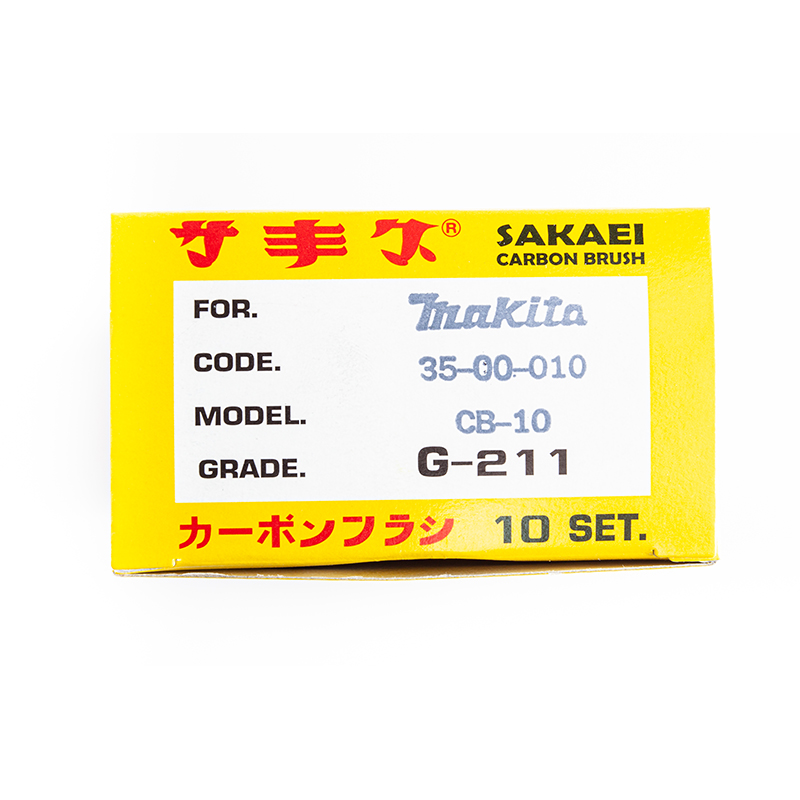 サキズ® SAKAEI
CARBON BRUSH
FOR. makita
CODE. 35-00-010
MODEL. CB-10
GRADE. G-211
カーボンブラシ 10 SET.